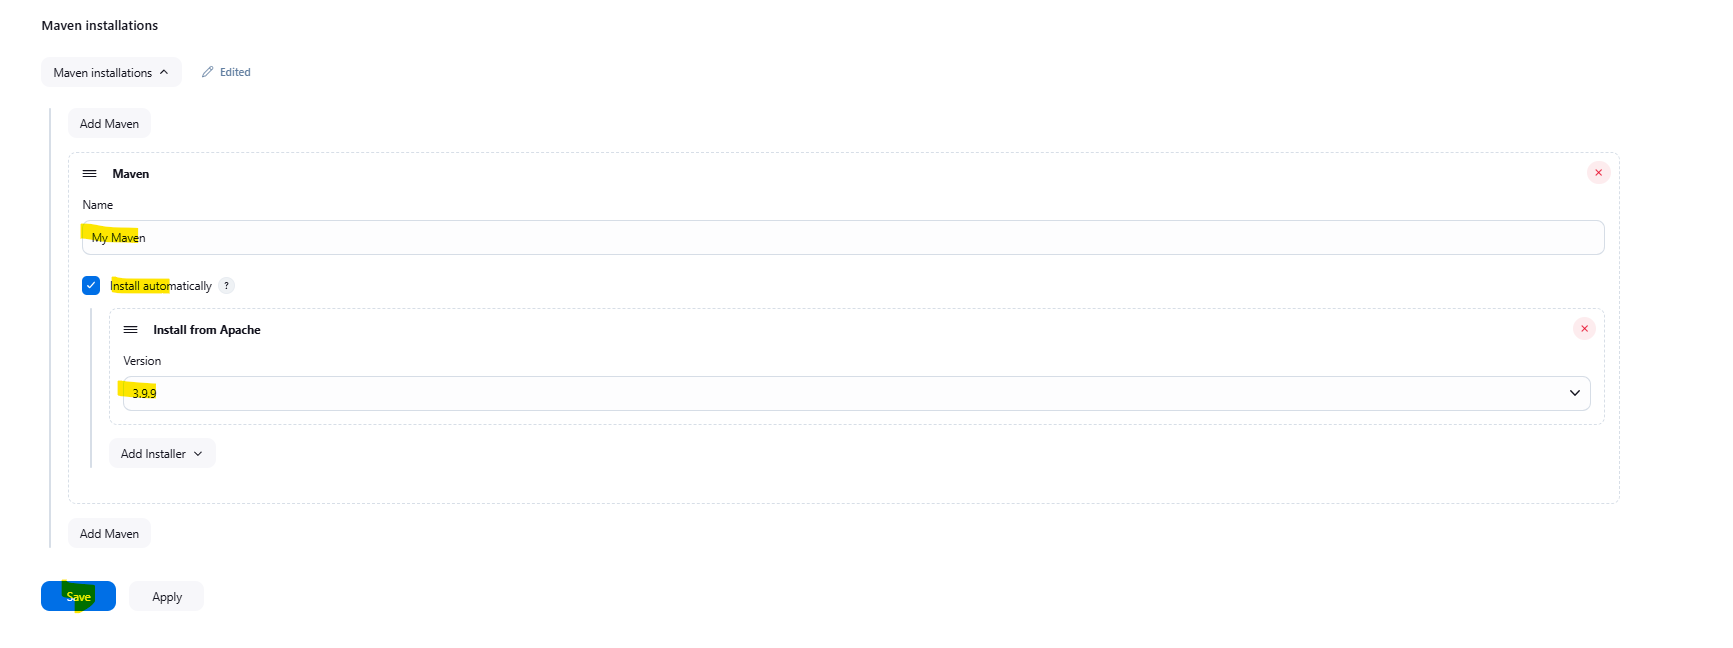 Maven installations
Maven installations
Edited
Add Maven
Maven
Name
My Maven
Install automatically ?
Install from Apache
Version
3.9.9
Add Installer
Add Maven
Save
Apply